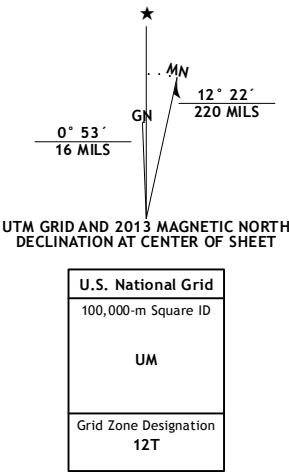 ★
MN
12° 22´
220 MILS
GN
0° 53´
16 MILS
UTM GRID AND 2013 MAGNETIC NORTH
DECLINATION AT CENTER OF SHEET
U.S. National Grid
100,000-m Square ID
UM
Grid Zone Designation
12T